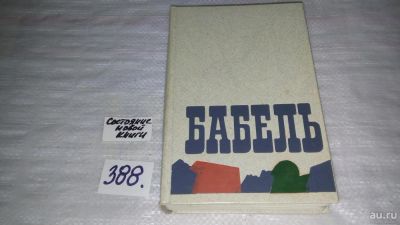 Состояние
новой
книги
БАБЕЛЬ
388.
au.ru